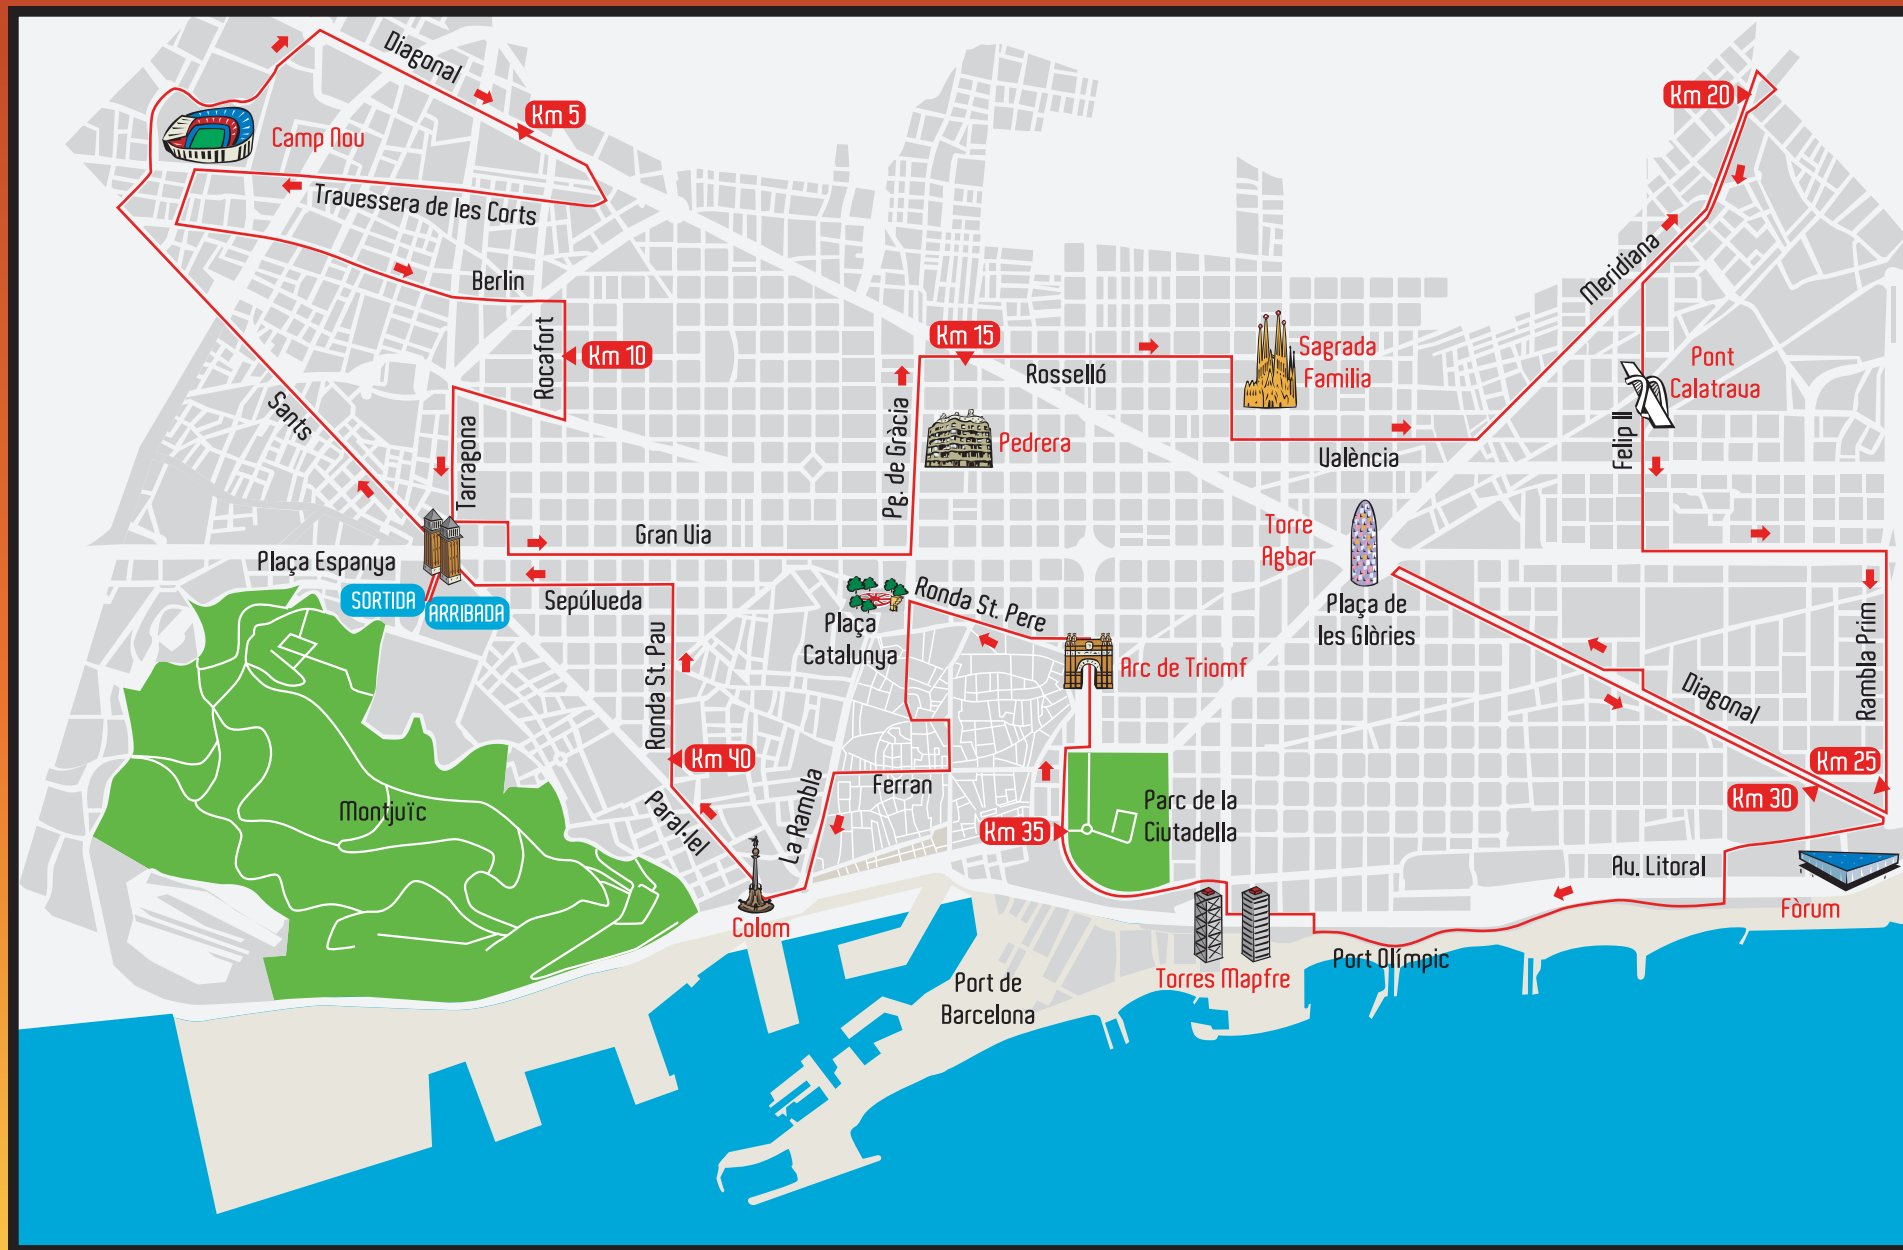 Diagonal
Km 5
Camp Nou
Travessera de les Corts
Berlin
Rocafort
Km 10
Sants
Tarragona
Km 15
Rosselló
Pg. de Gràcia
Pedrera
Sagrada
Familia
València
Km 20
Meridiana
Pont
Calatrava
Felip II
Gran Via
Plaça Espanya
SORTIDA
ARRIBADA
Sepúlveda
Ronda St. Pau
Plaça
Catalunya
Ronda St. Pere
Arc de Triomf
Torre
Agbar
Plaça de
les Glòries
Diagonal
Rambla Prim
Km 25
Km 30
Km 40
Paral·lel
La Rambla
Ferran
Km 35
Parc de la
Ciutadella
Montjuïc
Av. Litoral
Fòrum
Colom
Torres Mapfre
Port Olímpic
Port de
Barcelona